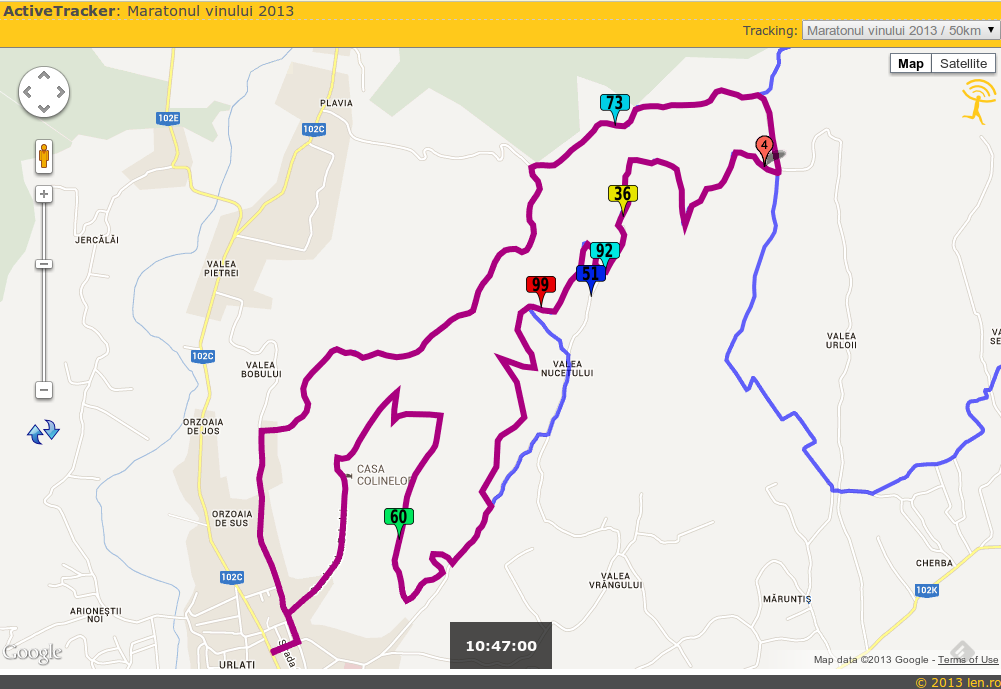 ActiveTracker: Maratonul vinului 2013
Tracking: Maratonul vinului 2013 / 50km
Map Satellite
102E
PLAVIA
102C
73
4
36
JERCĂLĂI
92
VALEA
PIETREI
51
99
102C
VALEA
URLOII
VA
SE
VALEA
BOBULUI
VALEA
NUCETULUI
ORZOAIA
DE JOS
CASA
COLINELOR
60
ORZOAIA
DE SUS
102C
CHERBA
VALEA
VRÂNGULUI
102K
MĂRUNȚIȘ
ARIONEȘTII
NOI
10:47:00
Strada
Google
URLATI
Map data ©2013 Google - Terms of Use
© 2013 len.ro